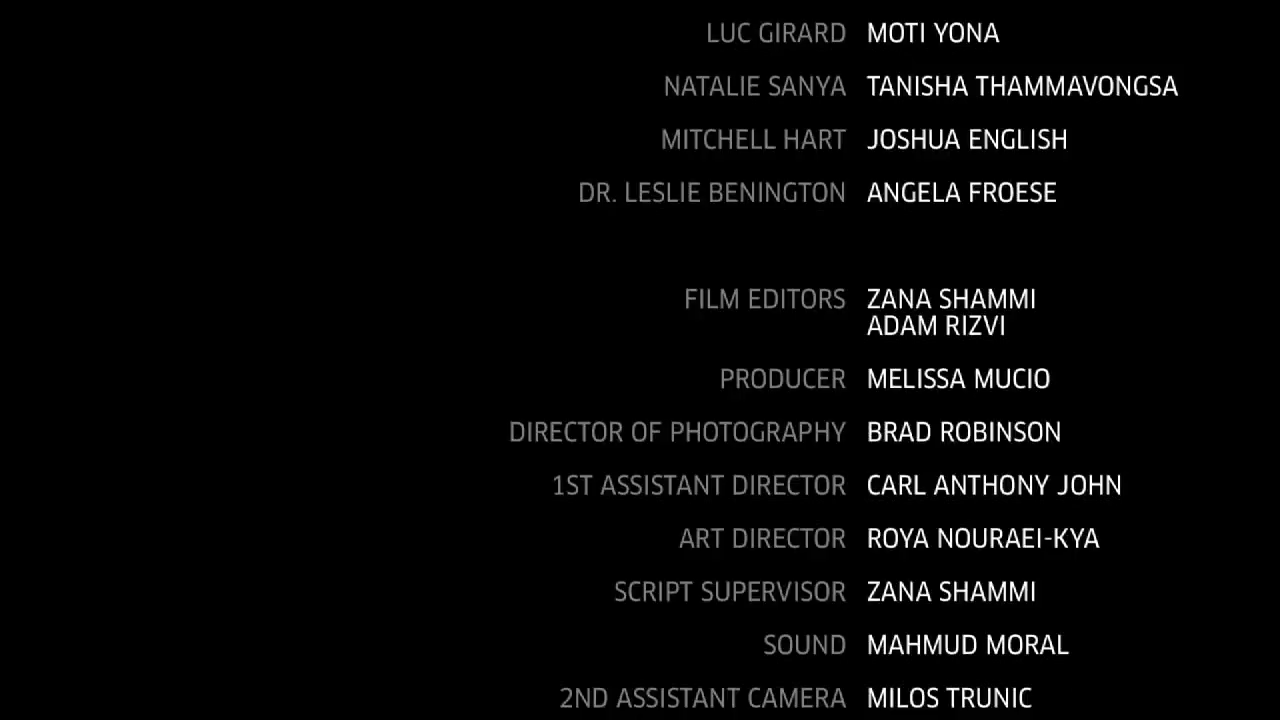 LUC GIRARD MOTI YONA
NATALIE SANYA TANISHA THAMMAVONGSA
MITCHELL HART JOSHUA ENGLISH
DR. LESLIE BENINGTON ANGELA FROESE
FILM EDITORS ZANA SHAMMI
ADAM RIZVI
PRODUCER MELISSA MUCIO
DIRECTOR OF PHOTOGRAPHY BRAD ROBINSON
1ST ASSISTANT DIRECTOR CARL ANTHONY JOHN
ART DIRECTOR ROYA NOURAEI-KYA
SCRIPT SUPERVISOR ZANA SHAMMI
SOUND MAHMUD MORAL
2ND ASSISTANT CAMERA MILOS TRUNIC